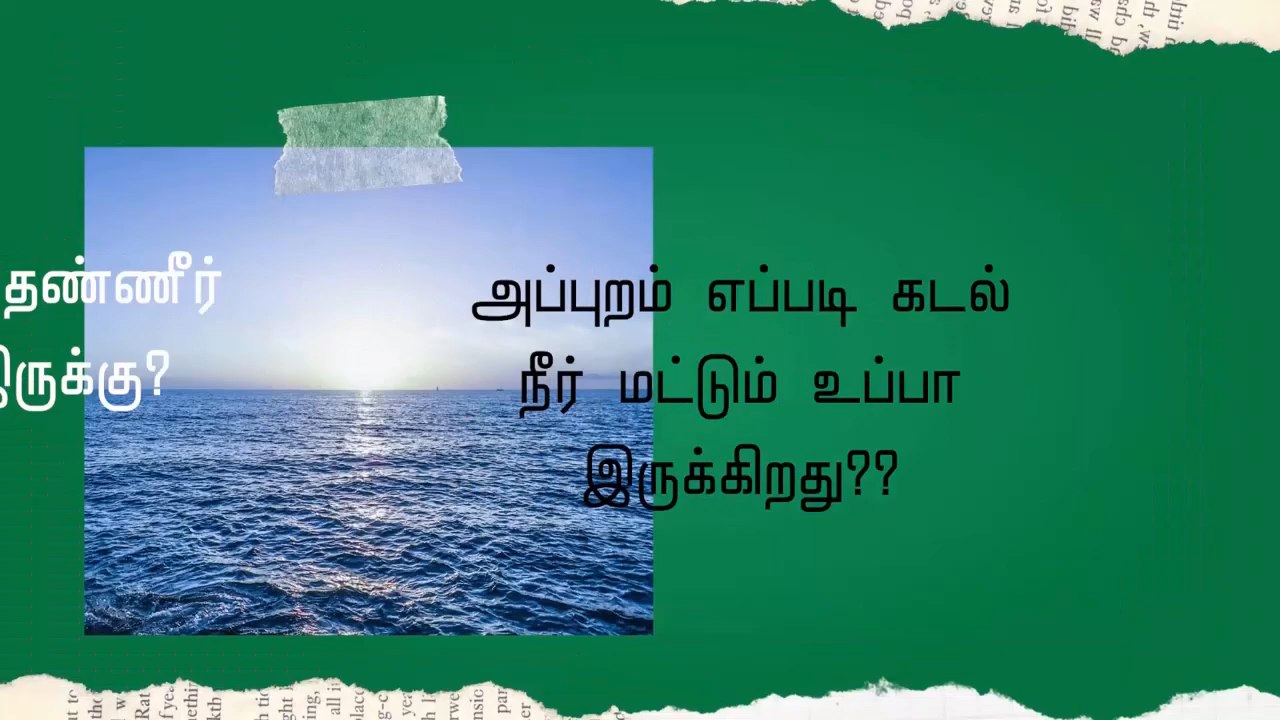 தண்ணீர்
இருக்கு?
அப்புறம் எப்படி கடல்
நீர் மட்டும் உப்பா
இருக்கிறது??